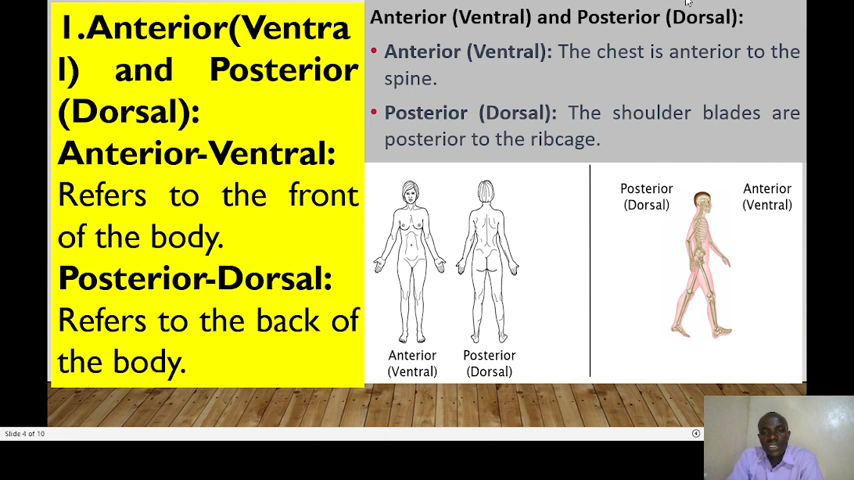 1.Anterior(Ventra
l) and Posterior
(Dorsal):
Anterior-Ventral:
Refers to the front
of the body.
Posterior-Dorsal:
Refers to the back of
the body.
Anterior (Ventral) and Posterior (Dorsal):
• Anterior (Ventral): The chest is anterior to the
spine.
• Posterior (Dorsal): The shoulder blades are
posterior to the ribcage.
Anterior
(Ventral)
Posterior
(Dorsal)
Posterior
(Dorsal)
Anterior
(Ventral)
Slide 4 of 10